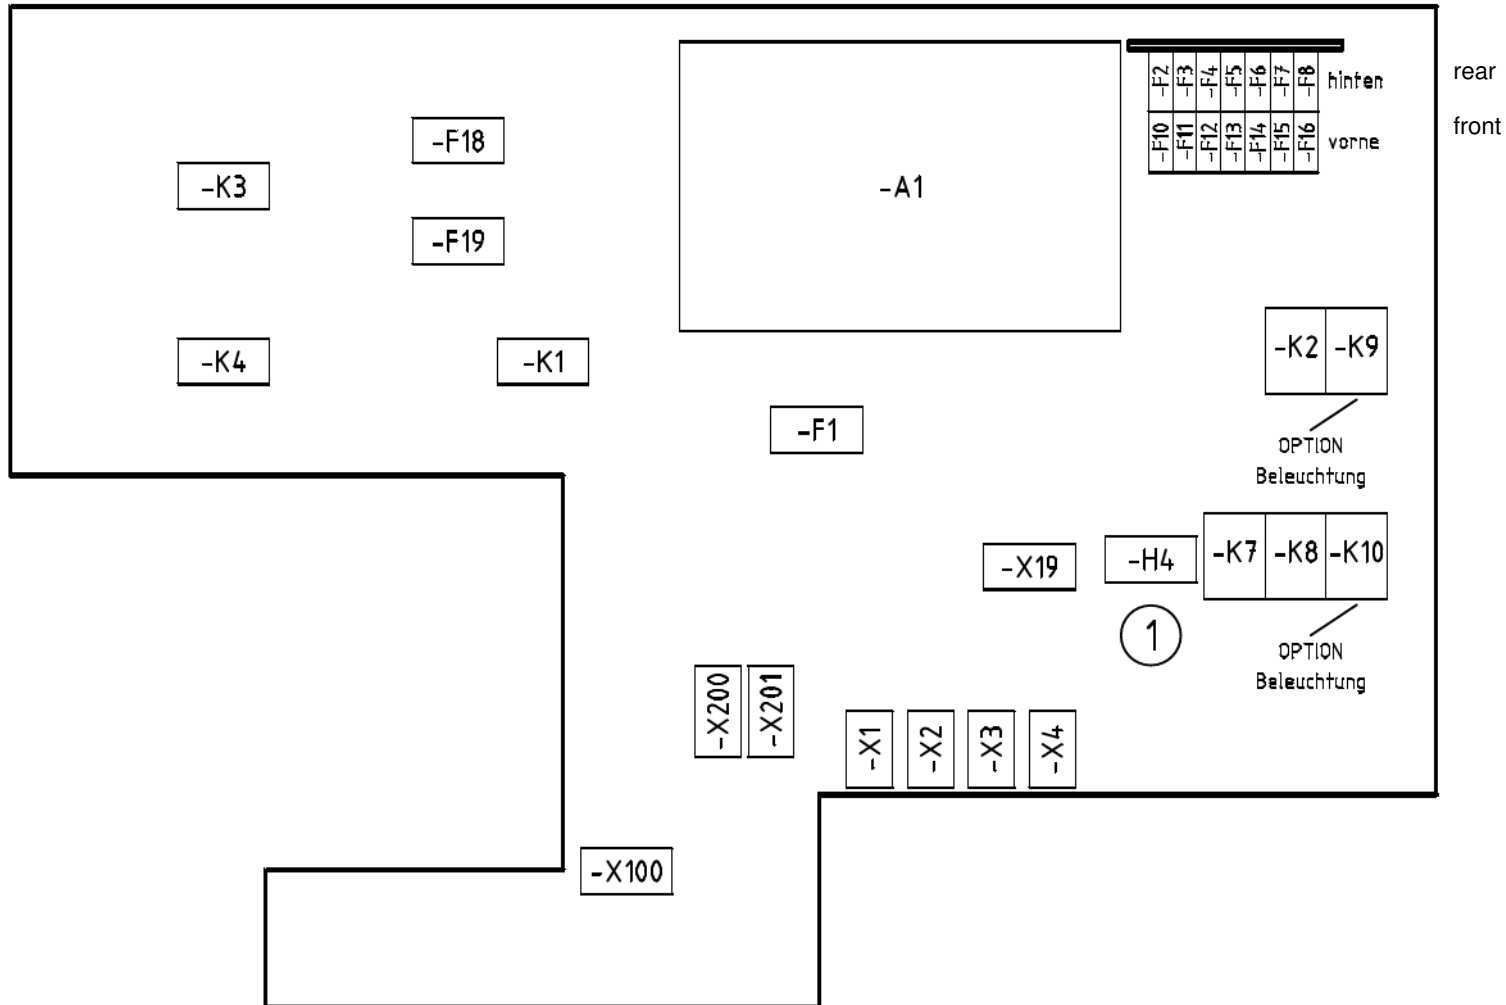 -F2 -F3 -F4 -F5 -F6 -F7 -F8 hinten rear
-F10 -F11 -F12 -F13 -F14 -F15 -F16 vorne front
-F18
-K3
-A1
-F19
-K4
-K1
-K2 -K9
-F1
OPTION
Beleuchtung
-X19
-H4
-K7 -K8 -K10
1
OPTION
Beleuchtung
-X200 -X201
-X1 -X2 -X3 -X4
-X100